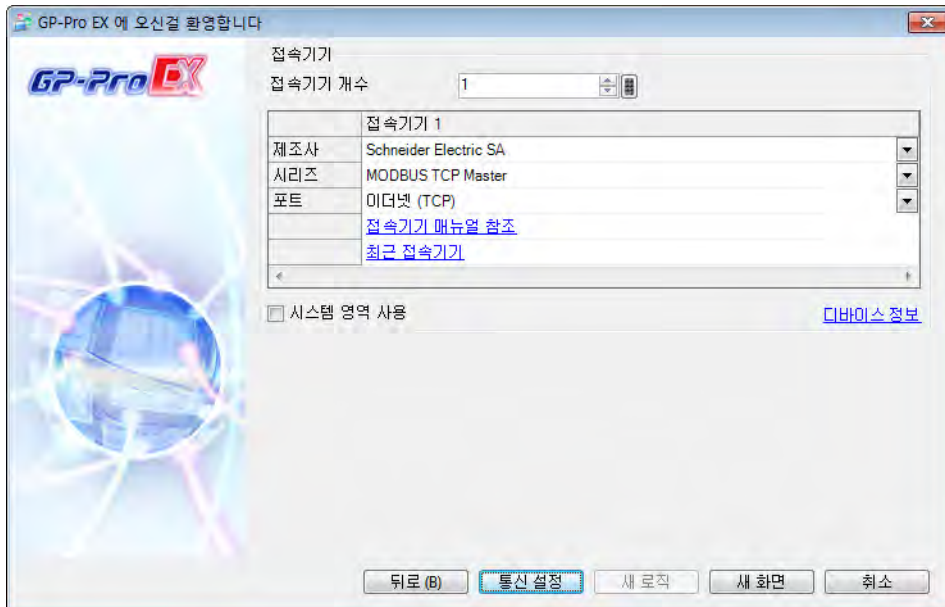 GP-Pro EX 에 오신걸 환영합니다
GP-Pro EX
접속기기
접속기기 개수 1
접속기기 1
제조사 Schneider Electric SA
시리즈 MODBUS TCP Master
포트 이더넷 (TCP)
접속기기 매뉴얼 참조
최근 접속기기
시스템 영역 사용 디바이스 정보
뒤로 (B) 통신 설정 새 로직 새 화면 취소